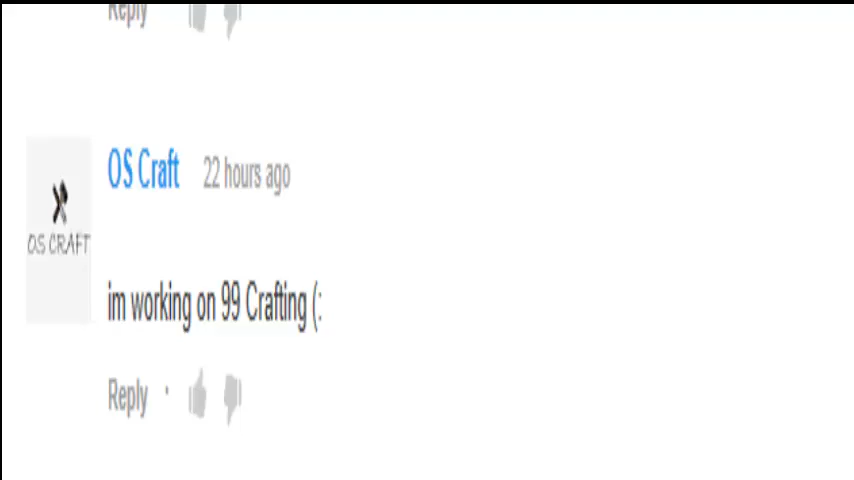 Reply
OS Craft 22 hours ago
OS CRAFT
im working on 99 Crafting (:
Reply ·